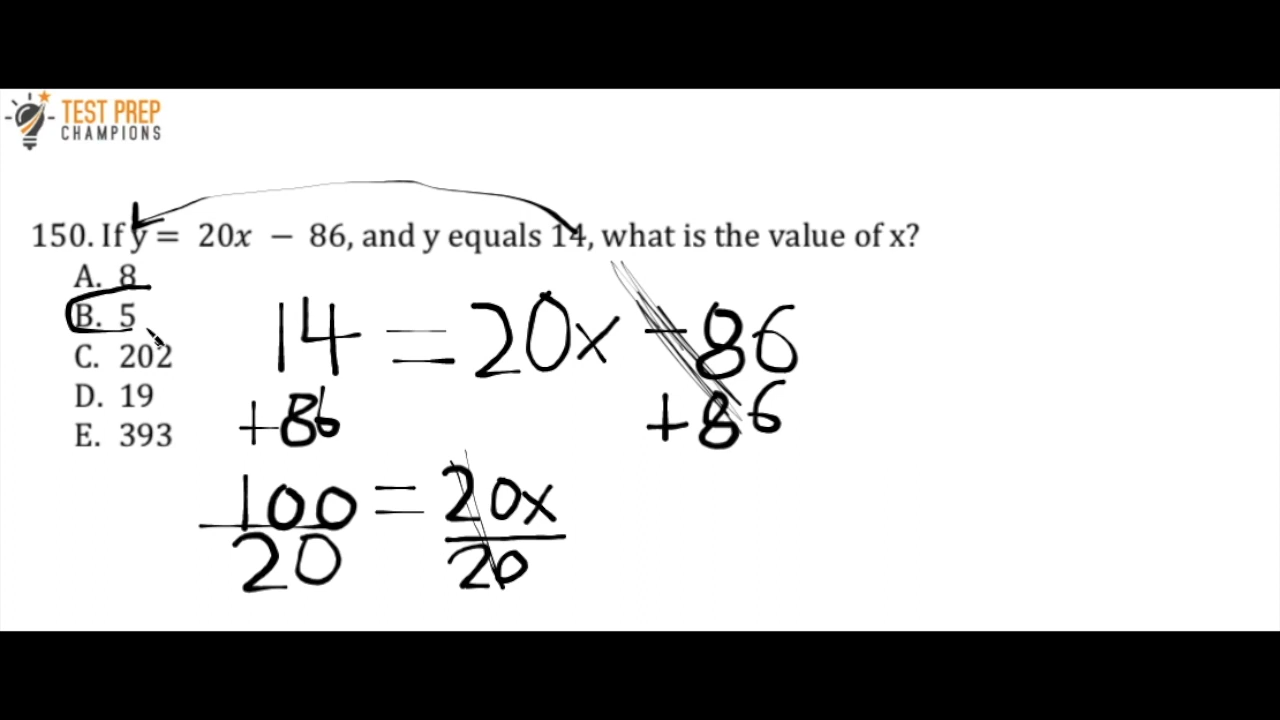 TEST PREP
CHAMPIONS
150. If y = 20x − 86, and y equals 14, what is the value of x?
A. 8
B. 5
C. 202
D. 19
E. 393
14 = 20x − 86
+86 +86
100 = 20x
20 20